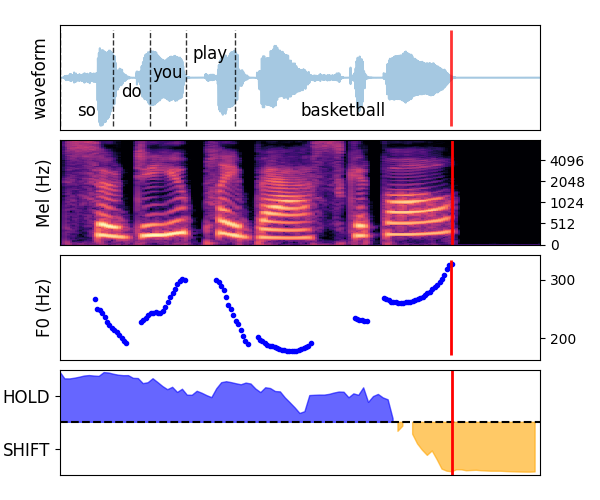 waveform
so
do
you
play
basketball
Mel (Hz)
4096
2048
1024
512
0
F0 (Hz)
300
200
HOLD
SHIFT